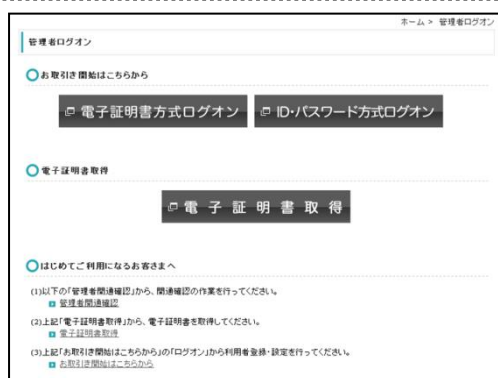 ホーム > 管理者ログオン
管理者ログオン
お取引き開始はこちらから
電子証明書方式ログオン
ID・パスワード方式ログオン
電子証明書取得
電子証明書取得
はじめてご利用になるお客さまへ
(1)以下の「管理者開通確認」から、開通確認の作業を行ってください。
管理者開通確認
(2)上記「電子証明書取得」から、電子証明書を取得してください。
電子証明書取得
(3)上記「お取引き開始はこちらから」の「ログオン」から利用者登録・設定を行ってください。
お取引き開始はこちらから